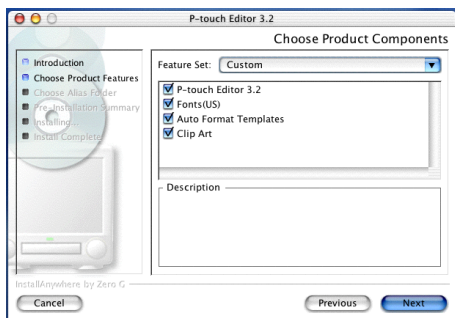 P-touch Editor 3.2
Choose Product Components
Introduction
Choose Product Features
Choose Alias Folder
Pre-Installation Summary
Installing...
Install Complete
Feature Set: Custom
P-touch Editor 3.2
Fonts(US)
Auto Format Templates
Clip Art
Description
InstallAnywhere by Zero G
Cancel
Previous
Next